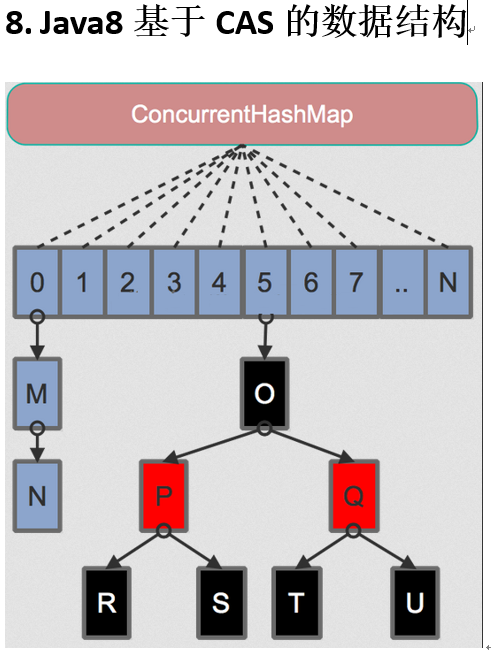 8. Java8 基于 CAS 的数据结构
ConcurrentHashMap
0 1 2 3 4 5 6 7 .. N
M O
N P Q
R S T U